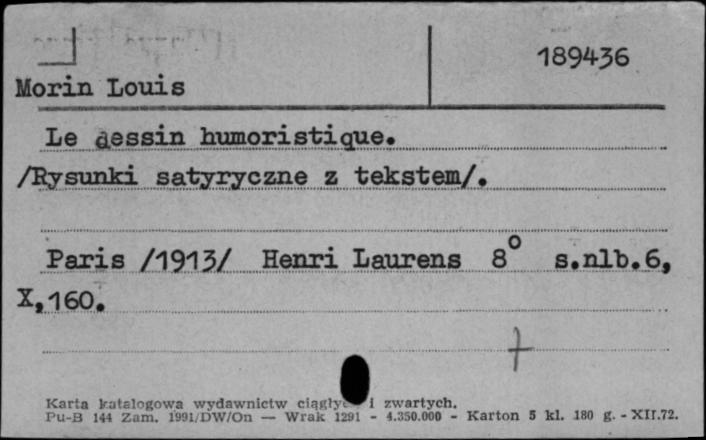 189436
Morin Louis
Le dessin humoristique.
/Rysunki satyryczne z tekstem/.
Paris /1913/ Henri Laurens 8° s.nlb.6,
X,160.
Karta katalogowa wydawnictw i zwartych.
Pu-B 144 Zam. 1991/DW/On — Wrak 1291 - 4.350.000 - Karton 5 kl. 180 g. - XII.72.